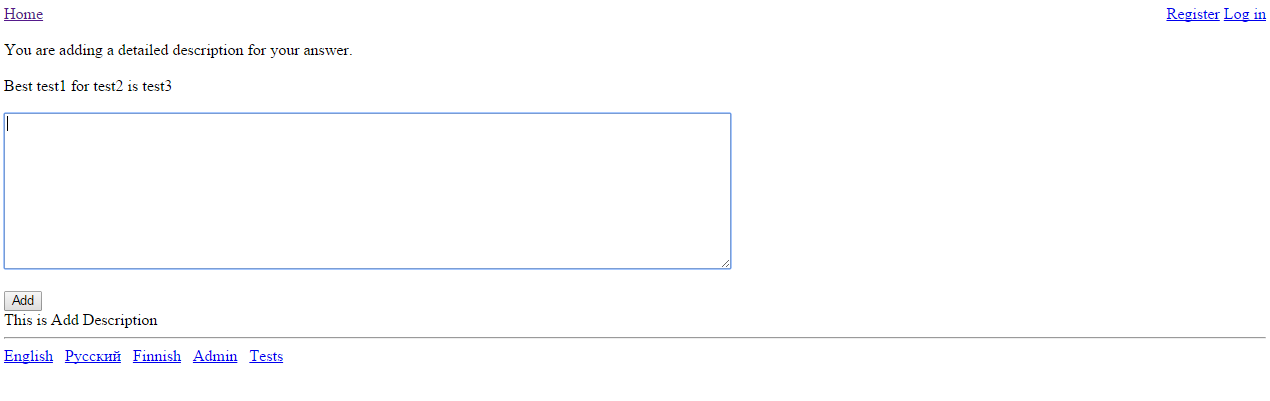 Home Register Log in
You are adding a detailed description for your answer.
Best test1 for test2 is test3
Add
This is Add Description
English Русский Finnish Admin Tests